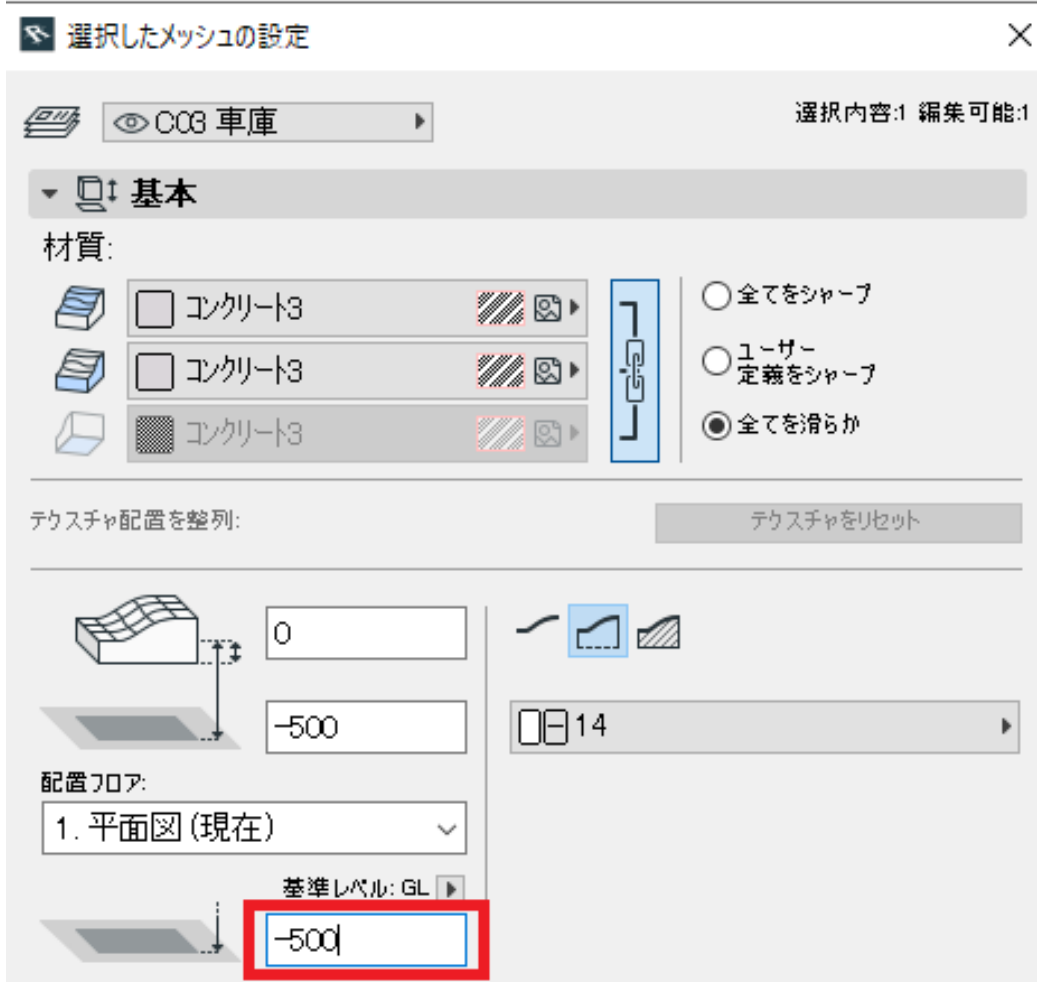 選択したメッシュの設定
C03 車庫
選択内容:1 編集可能:1
基本
材質:
コンクリート3
コンクリート3
コンクリート3
全てをシャープ
ユーザー
定義をシャープ
全てを滑らか
テクスチャ配置を整列:
テクスチャをリセット
0
-500
14
配置フロア:
1. 平面図 (現在)
基準レベル: GL
-500